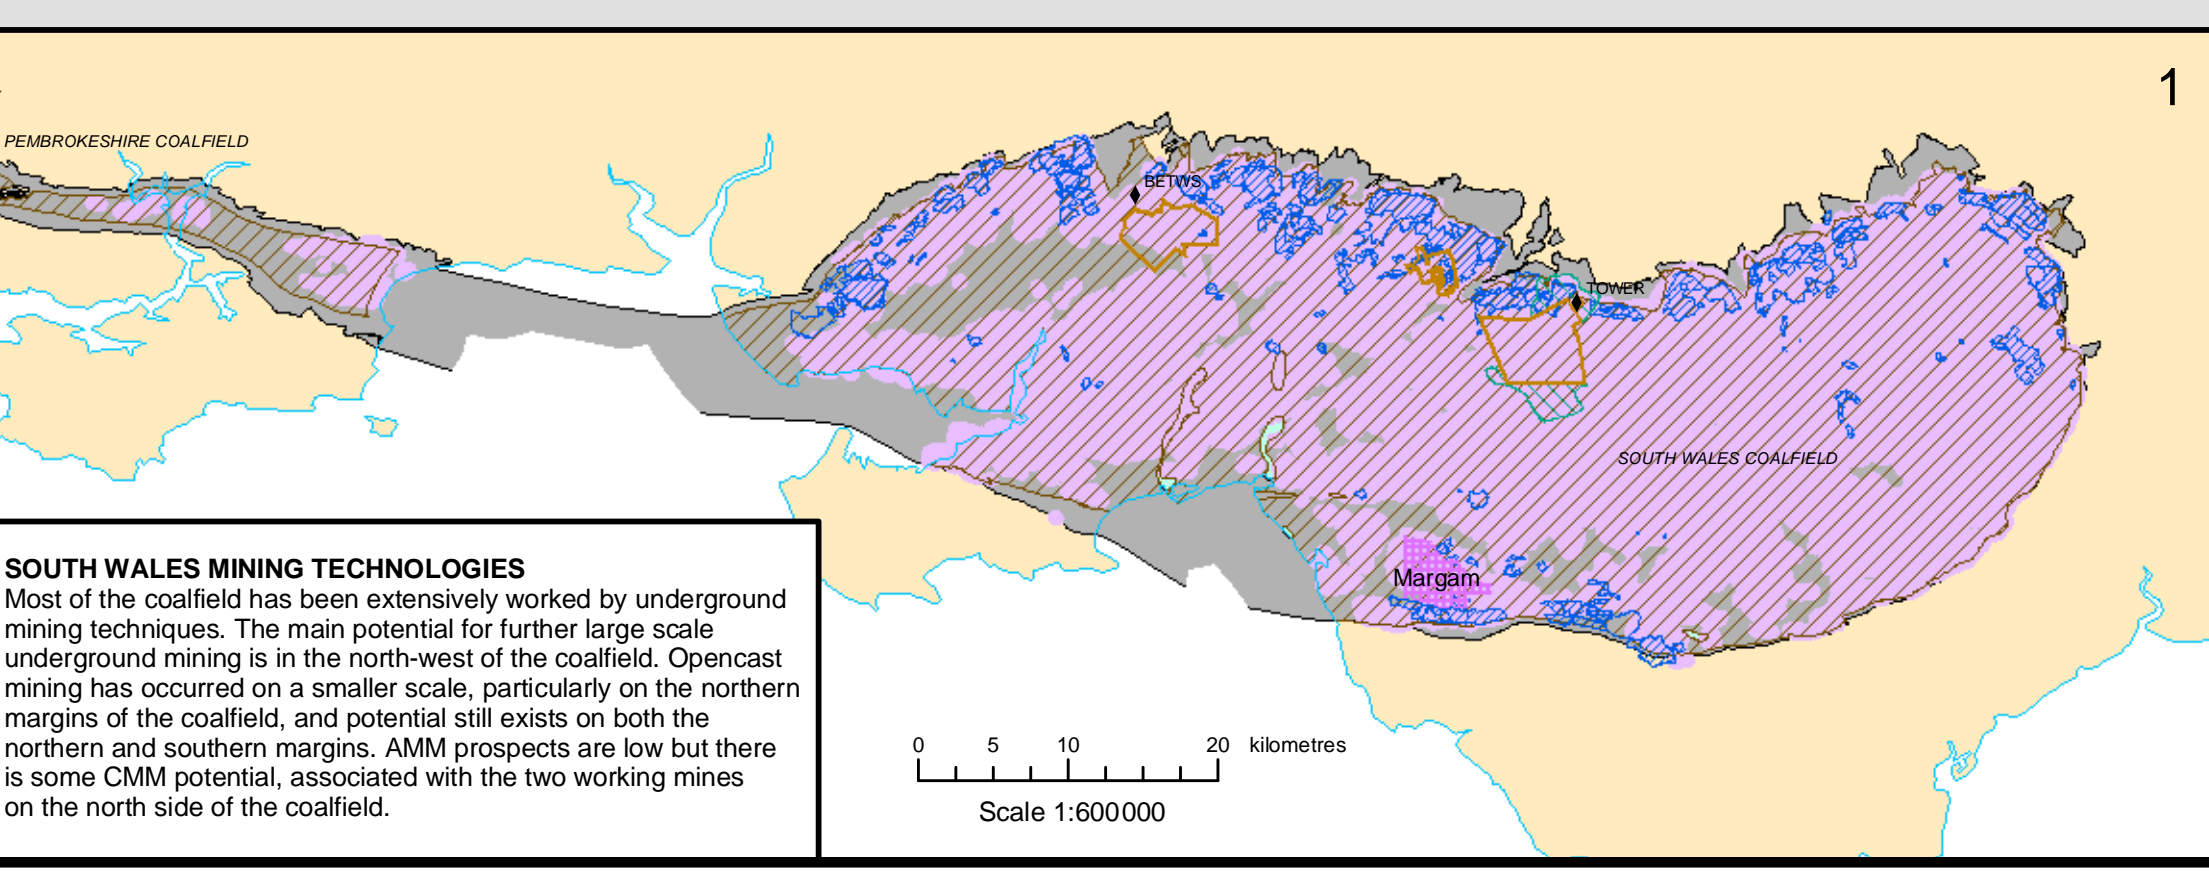 1
PEMBROKESHIRE COALFIELD
BETWS
TOWER
SOUTH WALES COALFIELD
Margam
SOUTH WALES MINING TECHNOLOGIES
Most of the coalfield has been extensively worked by underground
mining techniques. The main potential for further large scale
underground mining is in the north-west of the coalfield. Opencast
mining has occurred on a smaller scale, particularly on the northern
margins of the coalfield, and potential still exists on both the
northern and southern margins. AMM prospects are low but there
is some CMM potential, associated with the two working mines
on the north side of the coalfield.
0 5 10 20 kilometres
Scale 1:600000